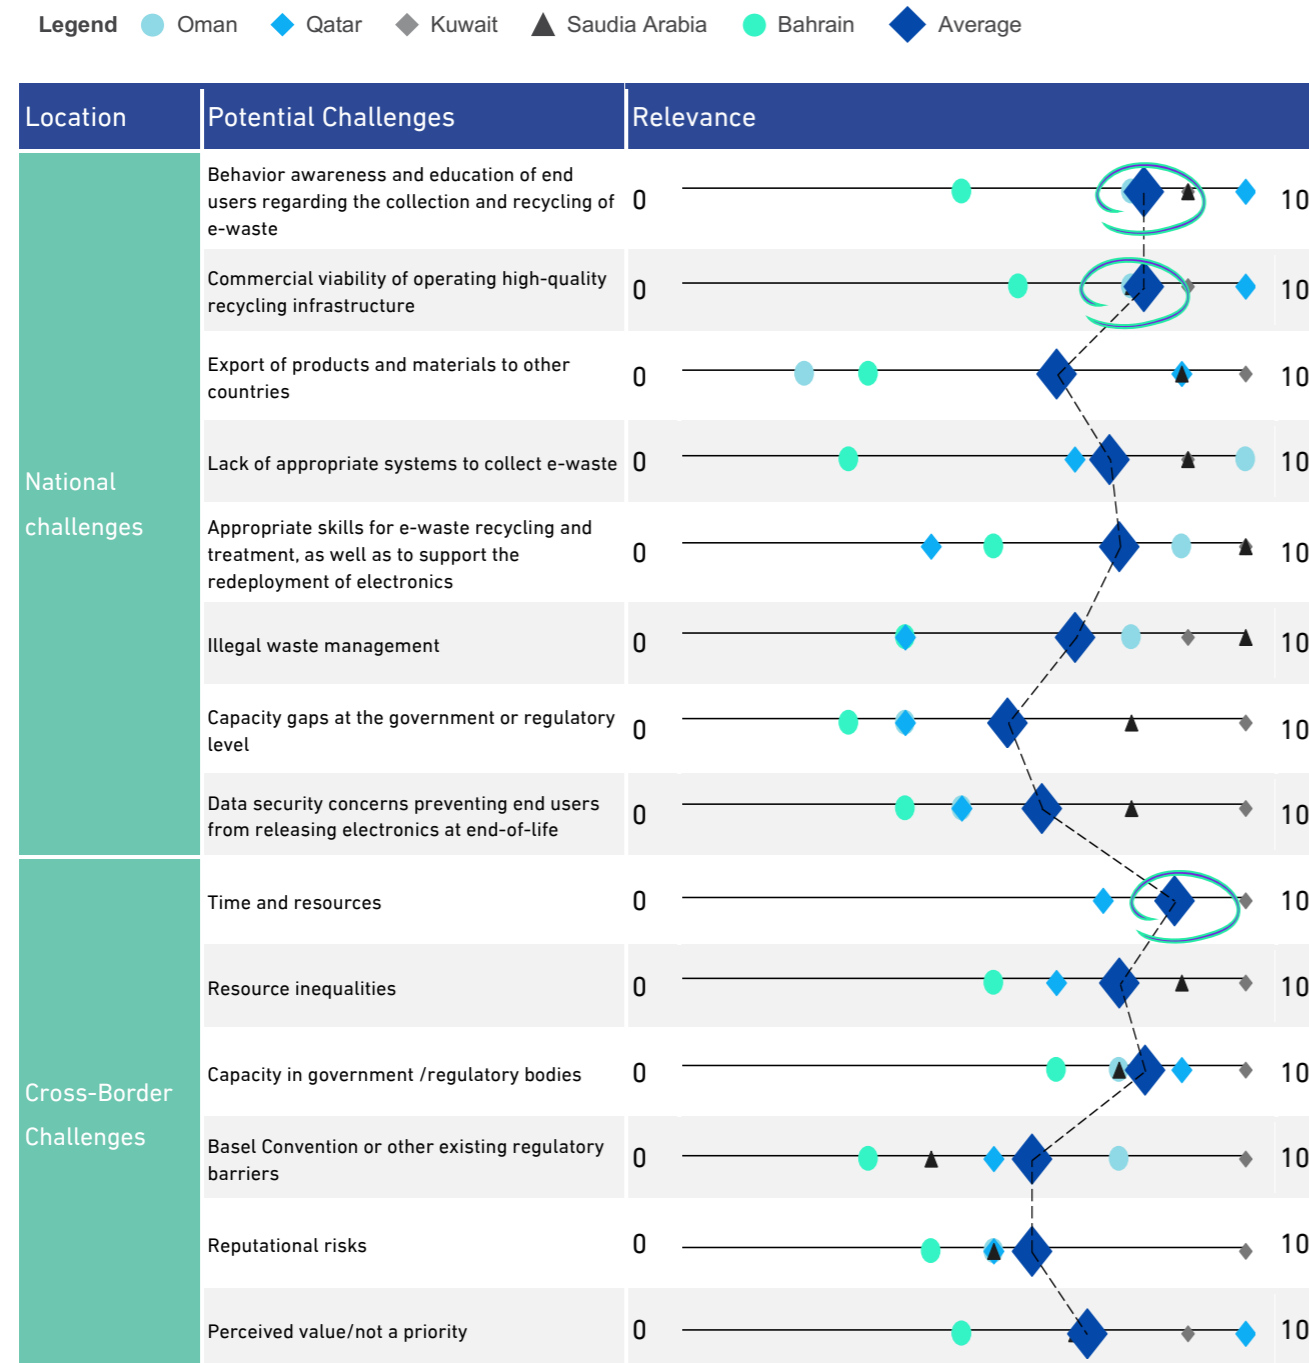 Legend Oman Qatar Kuwait Saudia Arabia Bahrain Average
Location Potential Challenges Relevance
National
challenges
Behavior awareness and education of end
users regarding the collection and recycling of
e-waste
0 10
Commercial viability of operating high-quality
recycling infrastructure
0 10
Export of products and materials to other
countries
0 10
Lack of appropriate systems to collect e-waste
0 10
Appropriate skills for e-waste recycling and
treatment, as well as to support the
redeployment of electronics
0 10
Illegal waste management
0 10
Capacity gaps at the government or regulatory
level
0 10
Data security concerns preventing end users
from releasing electronics at end-of-life
0 10
Cross-Border
Challenges
Time and resources
0 10
Resource inequalities
0 10
Capacity in government /regulatory bodies
0 10
Basel Convention or other existing regulatory
barriers
0 10
Reputational risks
0 10
Perceived value/not a priority
0 10